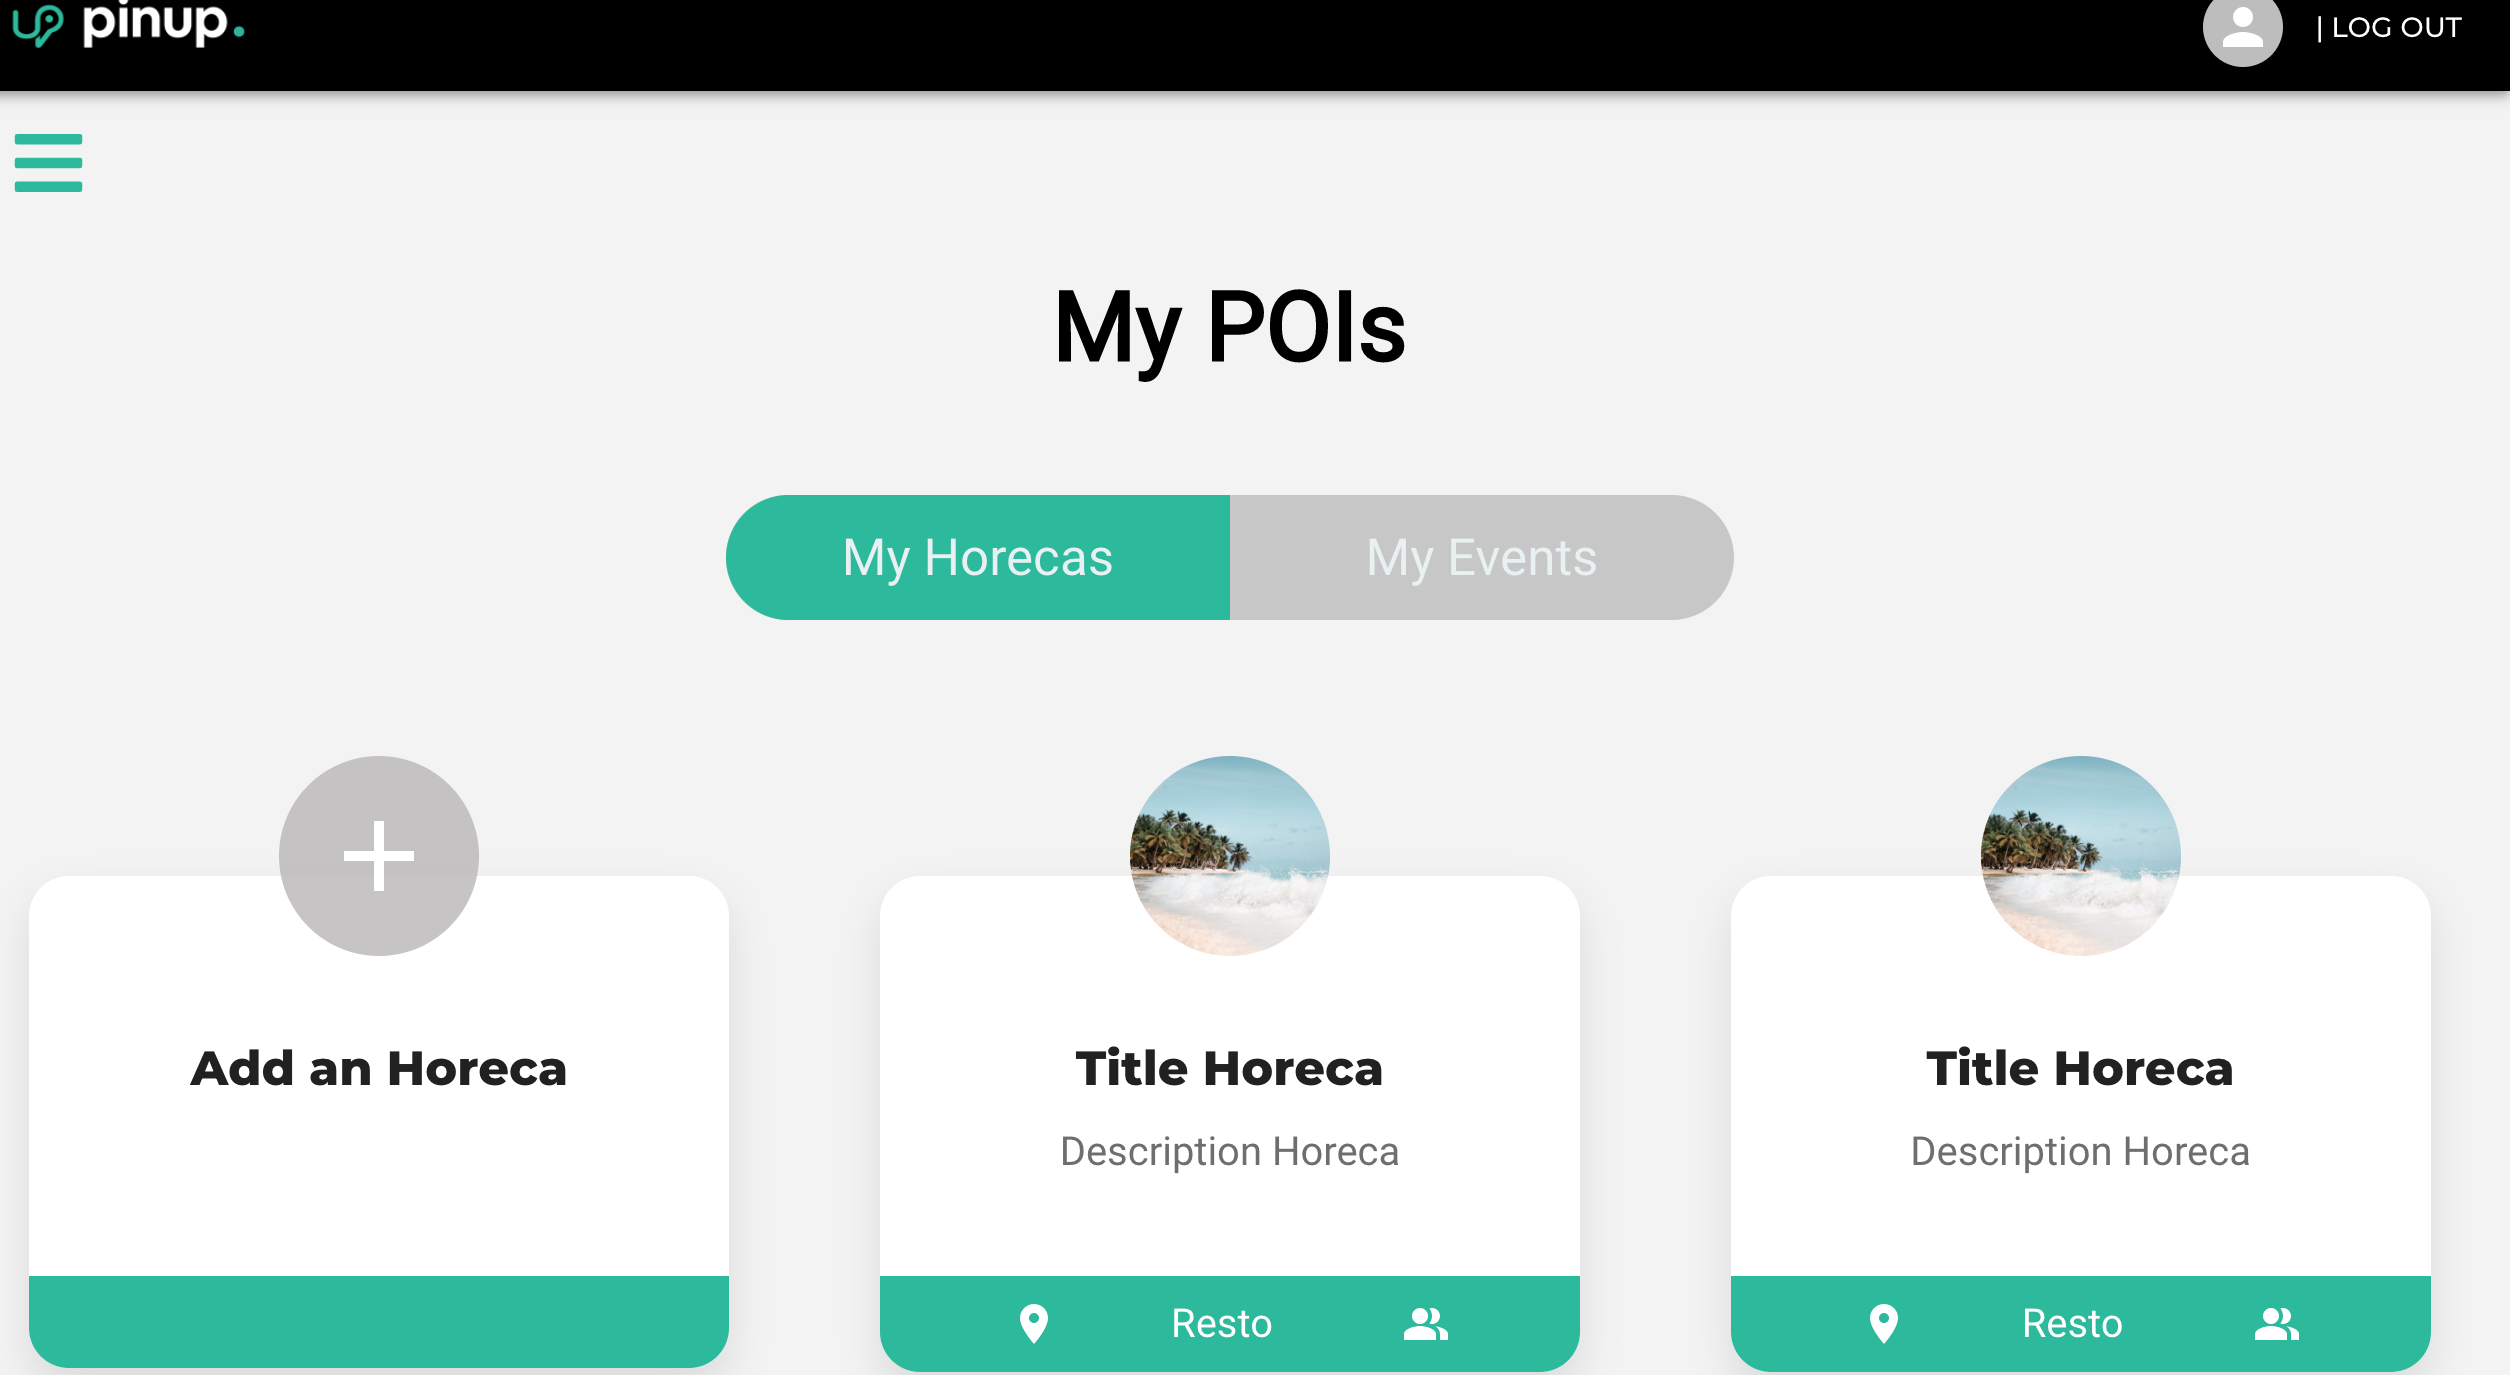 pinup.
| LOG OUT
My POIs
My Horecas
My Events
Add an Horeca
Title Horeca
Description Horeca
Resto
Title Horeca
Description Horeca
Resto